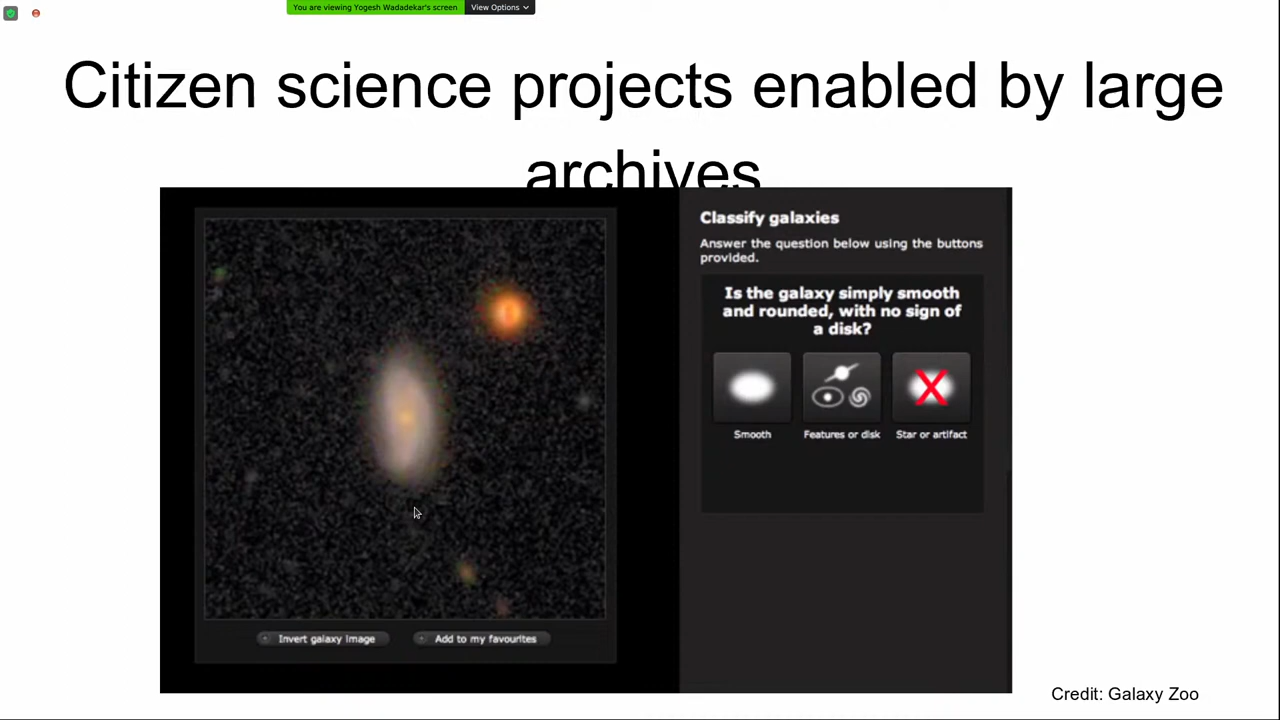 You are viewing Yogesh Wadadekar's screen
View Options
Citizen science projects enabled by large
archives
Classify galaxies
Answer the question below using the buttons
provided.
Is the galaxy simply smooth
and rounded, with no sign of
a disk?
Smooth
Features or disk
Star or artifact
Invert galaxy image
Add to my favourites
Credit: Galaxy Zoo